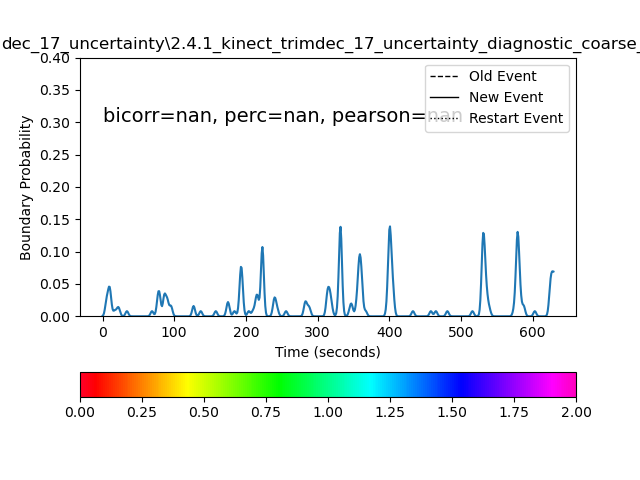 dec_17_uncertainty\2.4.1_kinect_trimdec_17_uncertainty_diagnostic_coarse_
0.40
0.35
0.30
0.25
0.20
0.15
0.10
0.05
0.00
Boundary Probability
bicorr=nan, perc=nan, pearson=nan
Old Event
New Event
Restart Event
0 100 200 300 400 500 600
Time (seconds)
0.00 0.25 0.50 0.75 1.00 1.25 1.50 1.75 2.00